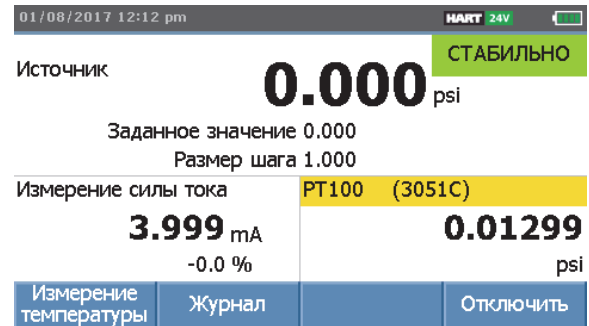 01/08/2017 12:12 pm HART 24V
СТАБИЛЬНО
Источник 0.000 psi
Заданное значение 0.000
Размер шага 1.000
Измерение силы тока PT100 (3051C)
3.999 mA 0.01299
-0.0 % psi
Измерение температуры Журнал Отключить